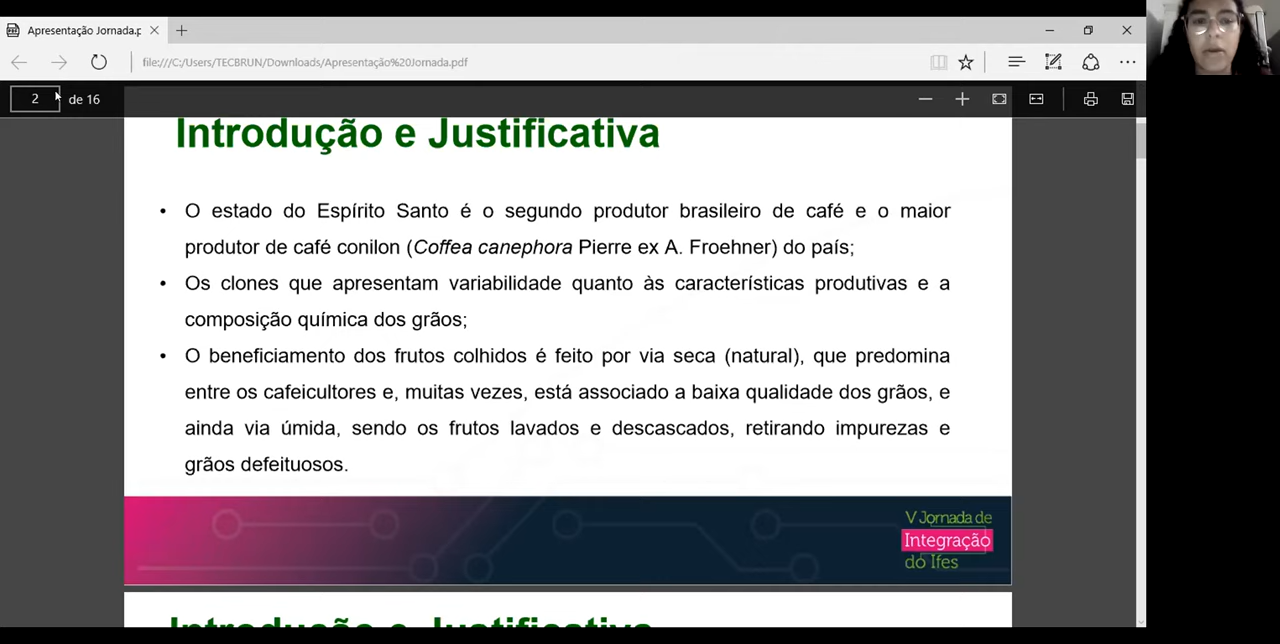 Apresentação Jornada.p
file:///C:/Users/TECBRUN/Downloads/Apresentação%20Jornada.pdf
2 de 16
Introdução e Justificativa
• O estado do Espírito Santo é o segundo produtor brasileiro de café e o maior
produtor de café conilon (Coffea canephora Pierre ex A. Froehner) do país;
• Os clones que apresentam variabilidade quanto às características produtivas e a
composição química dos grãos;
• O beneficiamento dos frutos colhidos é feito por via seca (natural), que predomina
entre os cafeicultores e, muitas vezes, está associado a baixa qualidade dos grãos, e
ainda via úmida, sendo os frutos lavados e descascados, retirando impurezas e
grãos defeituosos.
V Jornada de
Integração
do Ifes
Introdução e Justificativa